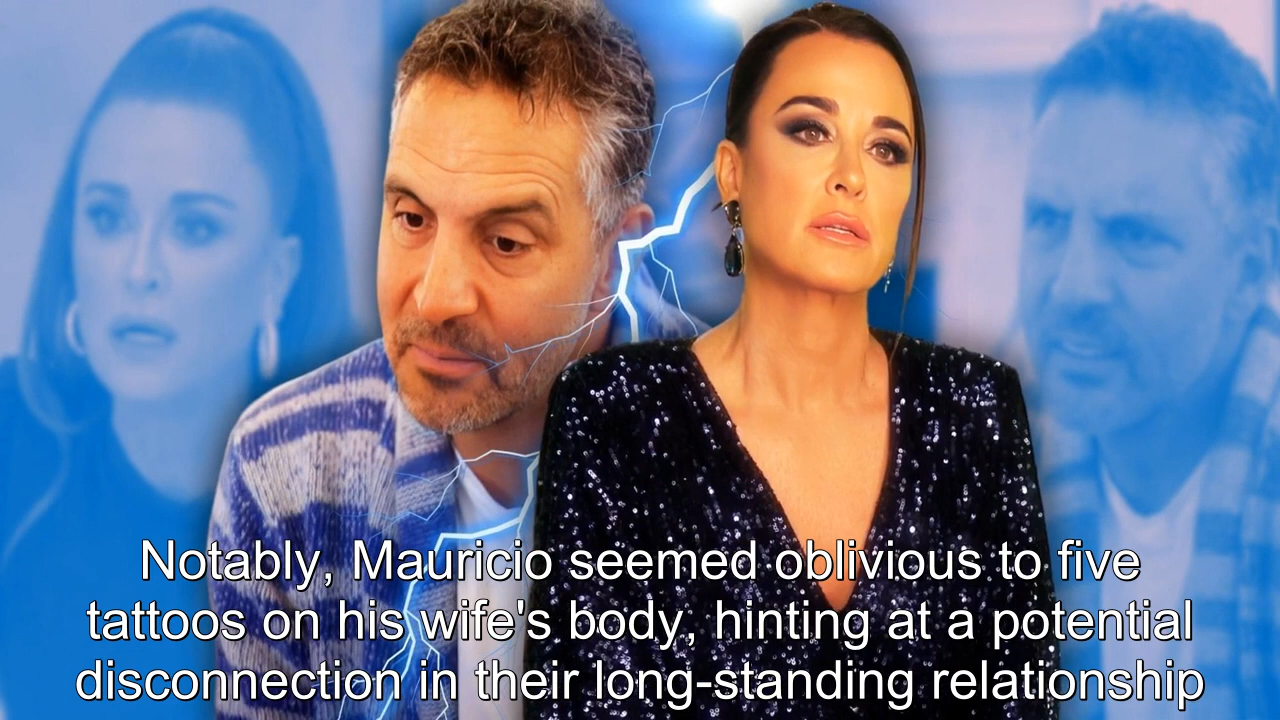 Notably, Mauricio seemed oblivious to five
tattoos on his wife's body, hinting at a potential
disconnection in their long-standing relationship